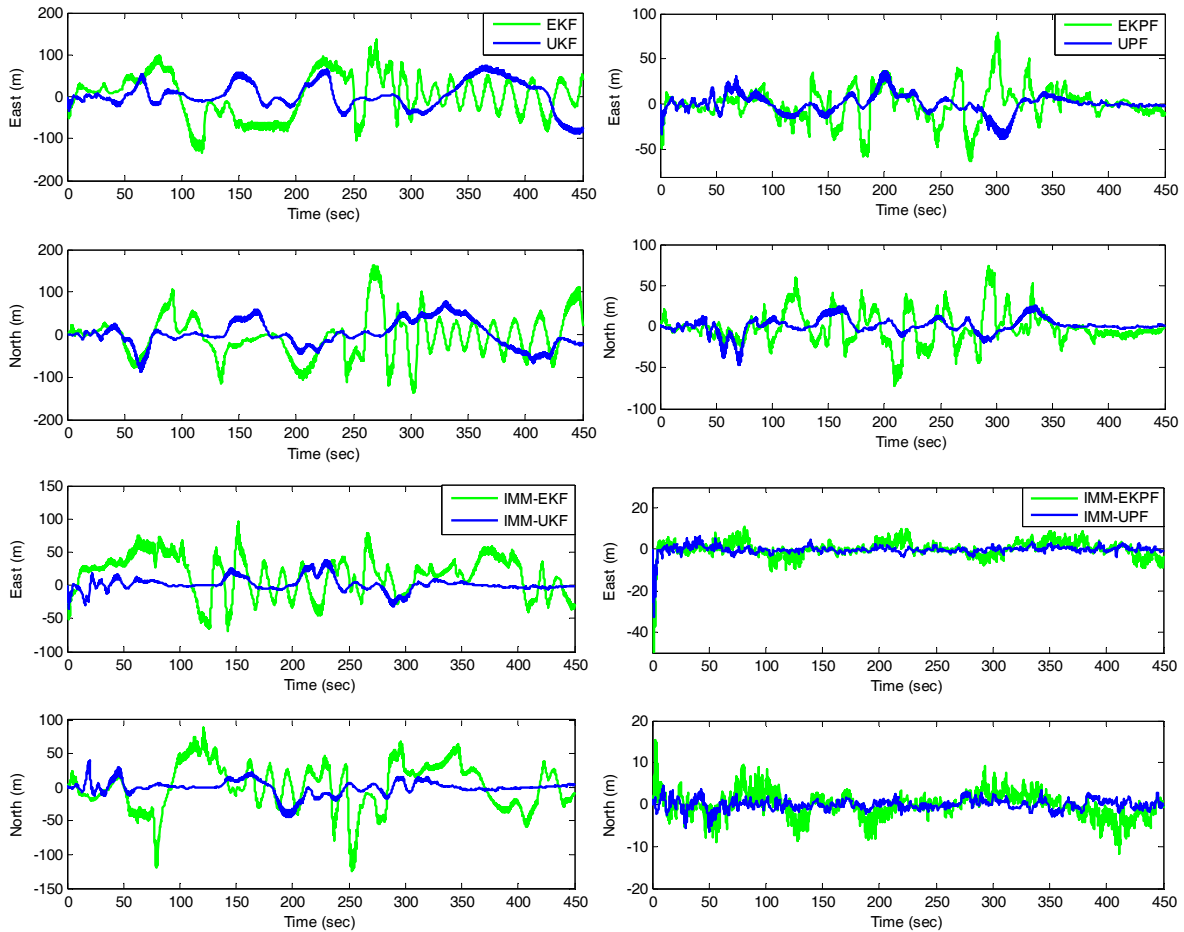 200
100
0
-100
-200
East (m)
EKF
UKF
0 50 100 150 200 250 300 350 400 450
Time (sec)
100
50
0
-50
East (m)
EKPF
UPF
0 50 100 150 200 250 300 350 400 450
Time (sec)
200
100
0
-100
-200
North (m)
0 50 100 150 200 250 300 350 400 450
Time (sec)
100
50
0
-50
-100
North (m)
0 50 100 150 200 250 300 350 400 450
Time (sec)
150
100
50
0
-50
-100
East (m)
IMM-EKF
IMM-UKF
0 50 100 150 200 250 300 350 400 450
Time (sec)
20
0
-20
-40
East (m)
IMM-EKPF
IMM-UPF
0 50 100 150 200 250 300 350 400 450
Time (sec)
100
50
0
-50
-100
-150
North (m)
0 50 100 150 200 250 300 350 400 450
Time (sec)
20
10
0
-10
-20
North (m)
0 50 100 150 200 250 300 350 400 450
Time (sec)